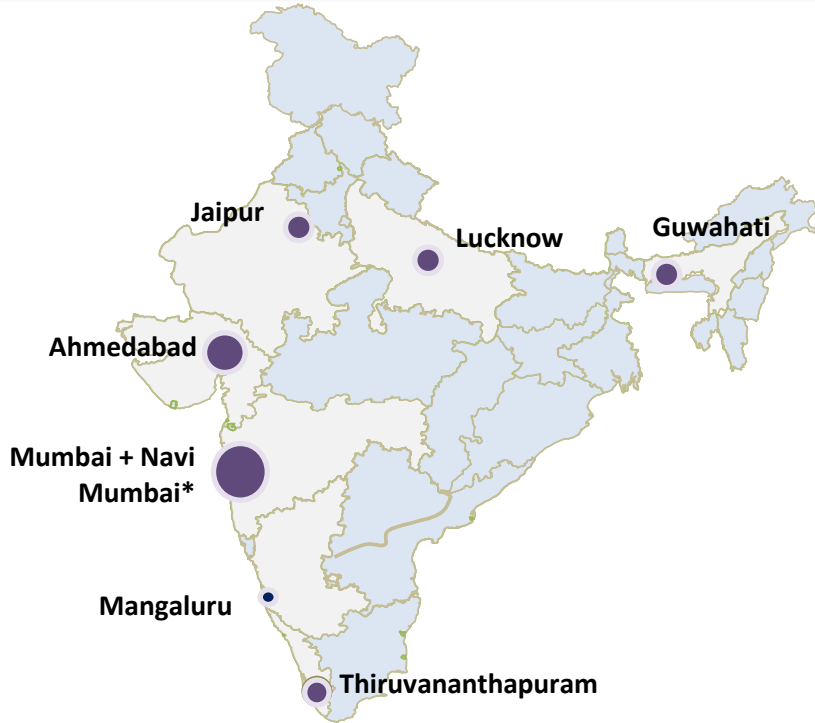 Jaipur
Lucknow
Guwahati
Ahmedabad
Mumbai + Navi
Mumbai*
Mangaluru
Thiruvananthapuram